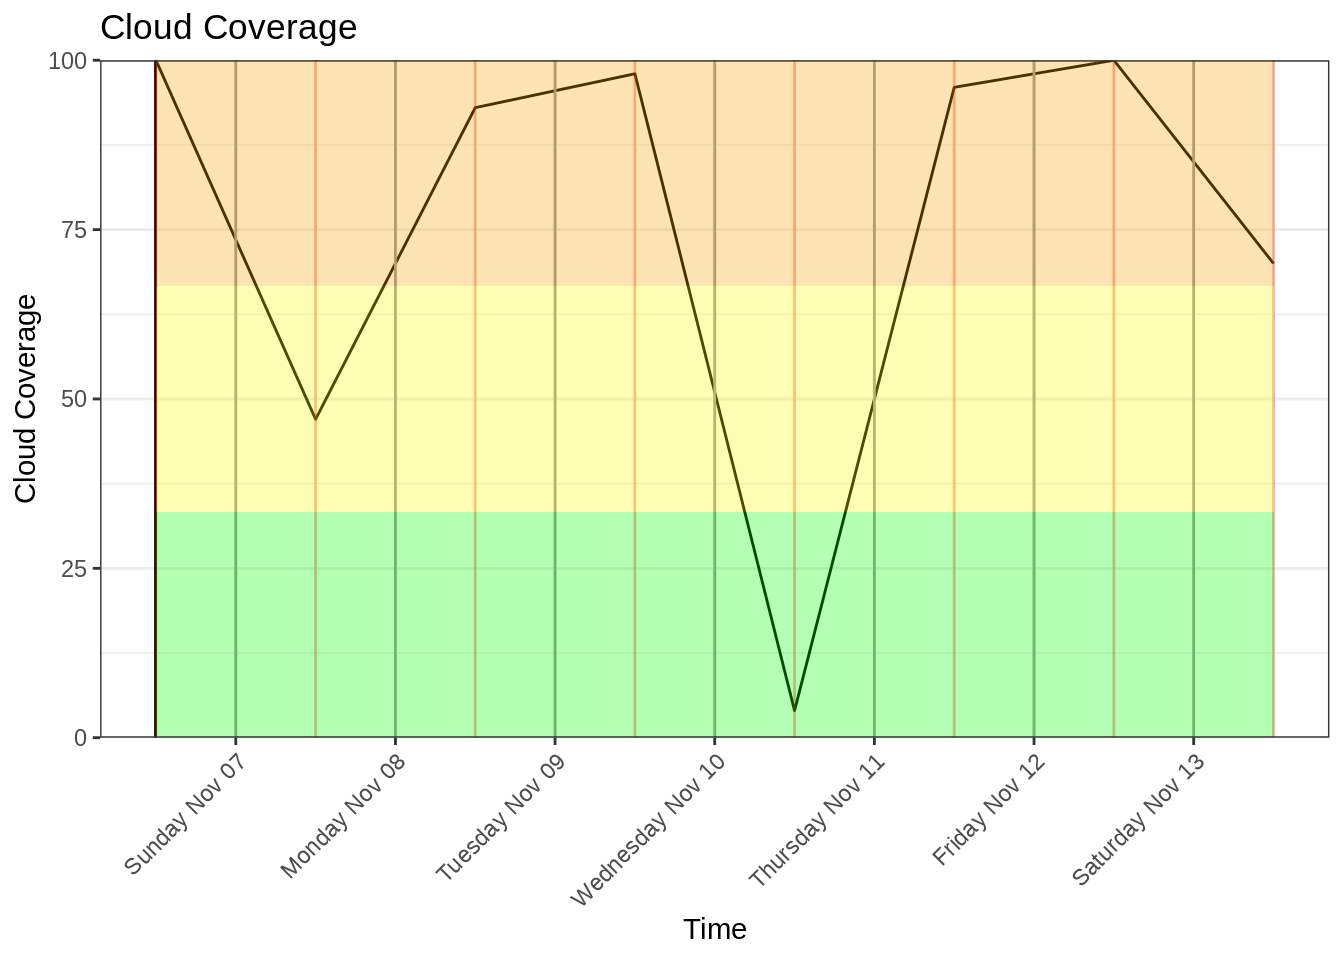 Cloud Coverage
100
75
50
25
0
Cloud Coverage
Sunday Nov 07
Monday Nov 08
Tuesday Nov 09
Wednesday Nov 10
Thursday Nov 11
Friday Nov 12
Saturday Nov 13
Time